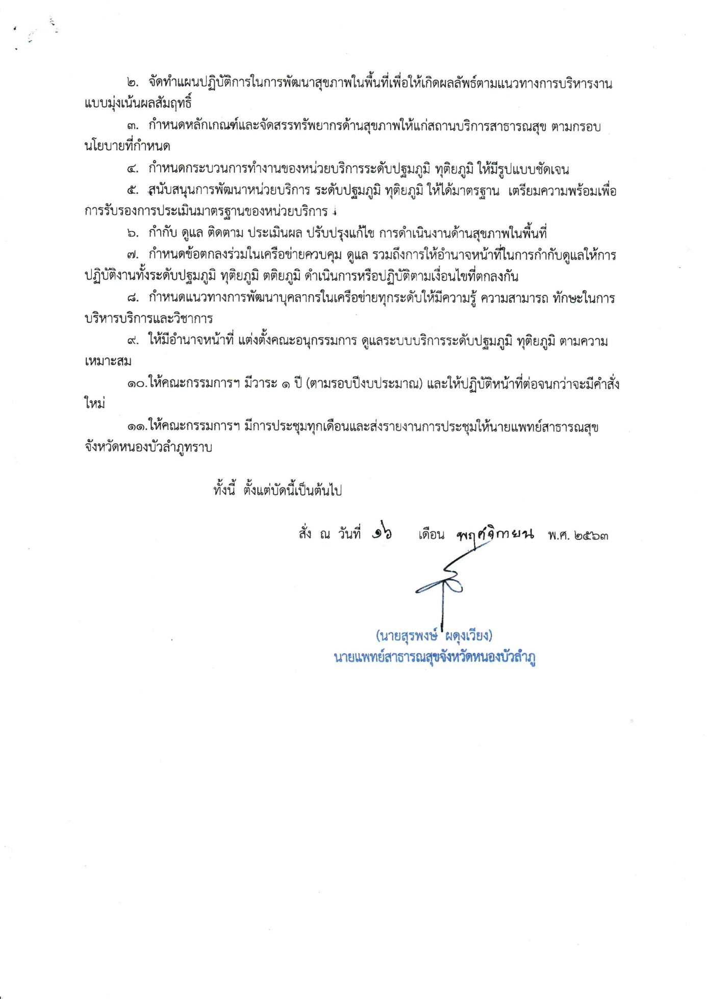 ๒. จัดทำแผนปฏิบัติการในการพัฒนาสุขภาพในพื้นที่เพื่อให้เกิดผลลัพธ์ตามแนวทางการบริหารงาน
แบบมุ่งเน้นผลสัมฤทธิ์
๓. กำหนดหลักเกณฑ์และจัดสรรทรัพยากรด้านสุขภาพให้แก่สถานบริการสาธารณสุข ตามกรอบ
นโยบายที่กำหนด
๔. กำหนดกระบวนการทำงานของหน่วยบริการระดับปฐมภูมิ ทุติยภูมิ ให้มีรูปแบบชัดเจน
๕. สนับสนุนการพัฒนาหน่วยบริการ ระดับปฐมภูมิ ทุติยภูมิ ให้ได้มาตรฐาน เตรียมความพร้อมเพื่อ
การรับรองการประเมินมาตรฐานของหน่วยบริการ
๖. กำกับ ดูแล ติดตาม ประเมินผล ปรับปรุงแก้ไข การดำเนินงานด้านสุขภาพในพื้นที่
๗. กำหนดข้อตกลงร่วมในเครือข่ายควบคุม ดูแล รวมถึงการให้อำนาจหน้าที่ในการกำกับดูแลให้การ
ปฏิบัติงานทั้งระดับปฐมภูมิ ทุติยภูมิ ตติยภูมิ ดำเนินการหรือปฏิบัติตามเงื่อนไขที่ตกลงกัน
๘. กำหนดแนวทางการพัฒนาบุคลากรในเครือข่ายทุกระดับให้มีความรู้ ความสามารถ ทักษะในการ
บริหารบริการและวิชาการ
๙. ให้มีอำนาจหน้าที่ แต่งตั้งคณะอนุกรรมการ ดูแลระบบบริการระดับปฐมภูมิ ทุติยภูมิ ตามความ
เหมาะสม
๑๐.ให้คณะกรรมการฯ มีวาระ ๑ ปี (ตามรอบปีงบประมาณ) และให้ปฏิบัติหน้าที่ต่อจนกว่าจะมีคำสั่ง
ใหม่
๑๑.ให้คณะกรรมการฯ มีการประชุมทุกเดือนและส่งรายงานการประชุมให้นายแพทย์สาธารณสุข
จังหวัดหนองบัวลำภูทราบ
ทั้งนี้ ตั้งแต่บัดนี้เป็นต้นไป
สั่ง ณ วันที่ ๑๖ เดือน พฤศจิกายน พ.ศ. ๒๕๖๓
(นายสุรพงษ์ ผดุงเวียง)
นายแพทย์สาธารณสุขจังหวัดหนองบัวลำภู